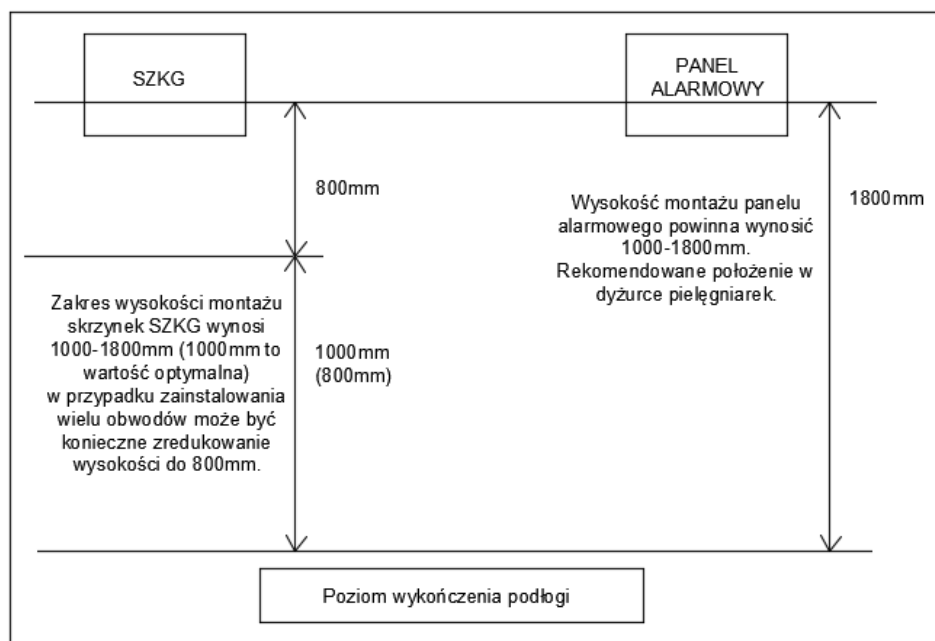 SZKG
PANEL
ALARMOWY
800mm
1800mm
Wysokość montażu panelu
alarmowego powinna wynosić
1000-1800mm.
Rekomendowane położenie w
dyżurce pielęgniarek.
Zakres wysokości montażu
skrzynek SZKG wynosi
1000-1800mm (1000mm to
wartość optymalna)
w przypadku zainstalowania
wielu obwodów może być
konieczne zredukowanie
wysokości do 800mm.
1000mm
(800mm)
Poziom wykończenia podłogi